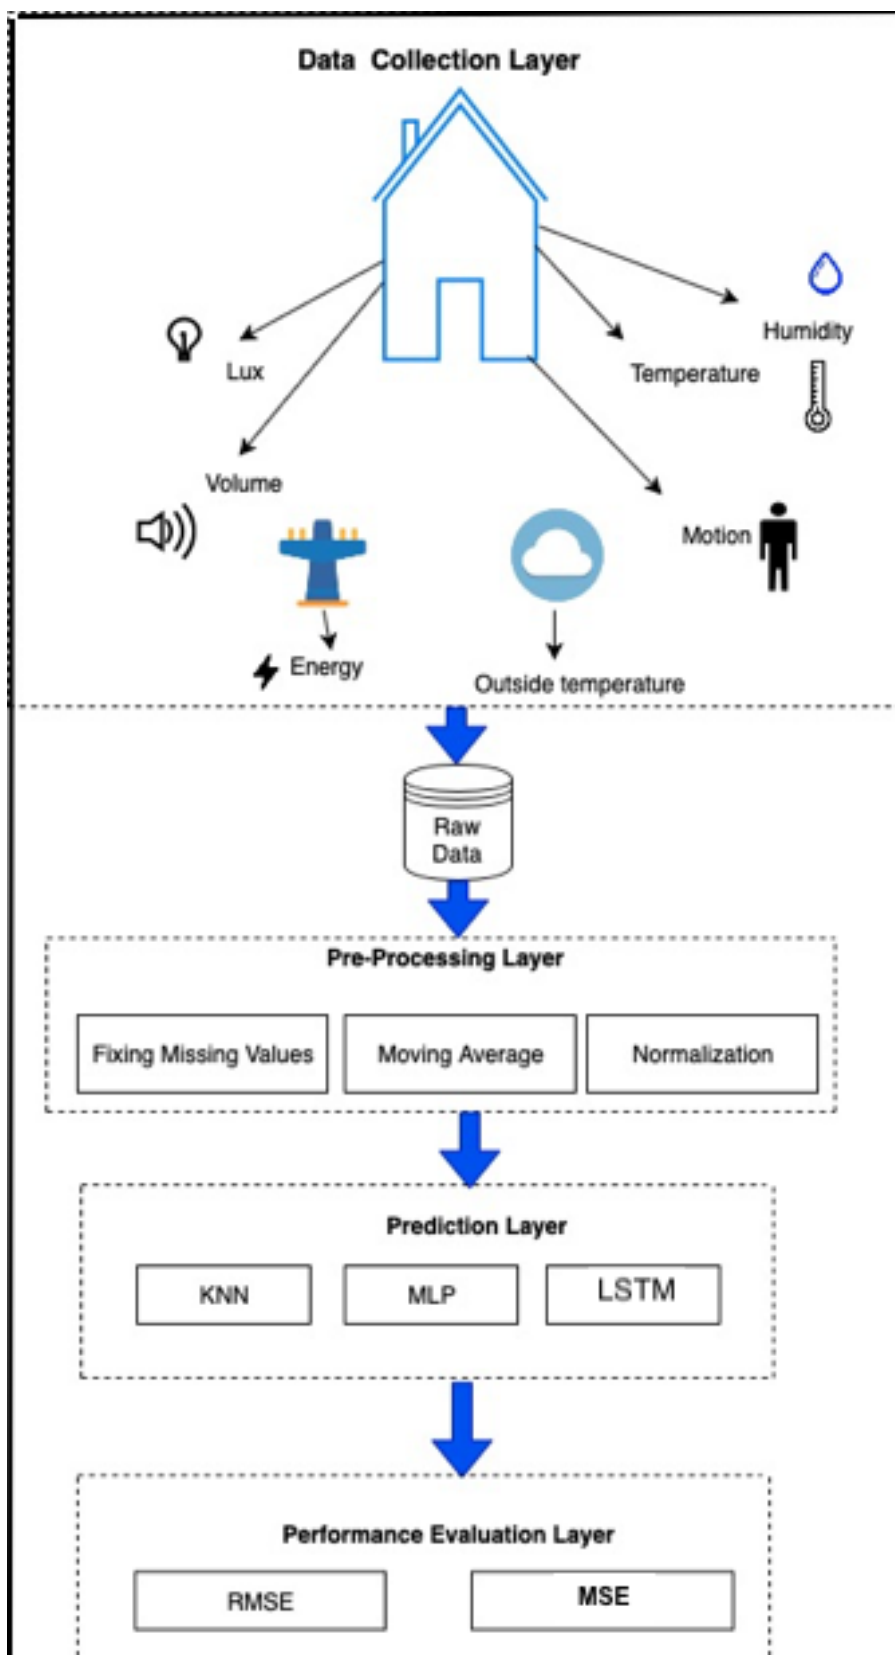 Data Collection Layer
Humidity
Lux
Temperature
Volume
Motion
Energy
Outside temperature
Raw
Data
Pre-Processing Layer
Fixing Missing Values
Moving Average
Normalization
Prediction Layer
KNN
MLP
LSTM
Performance Evaluation Layer
RMSE
MSE